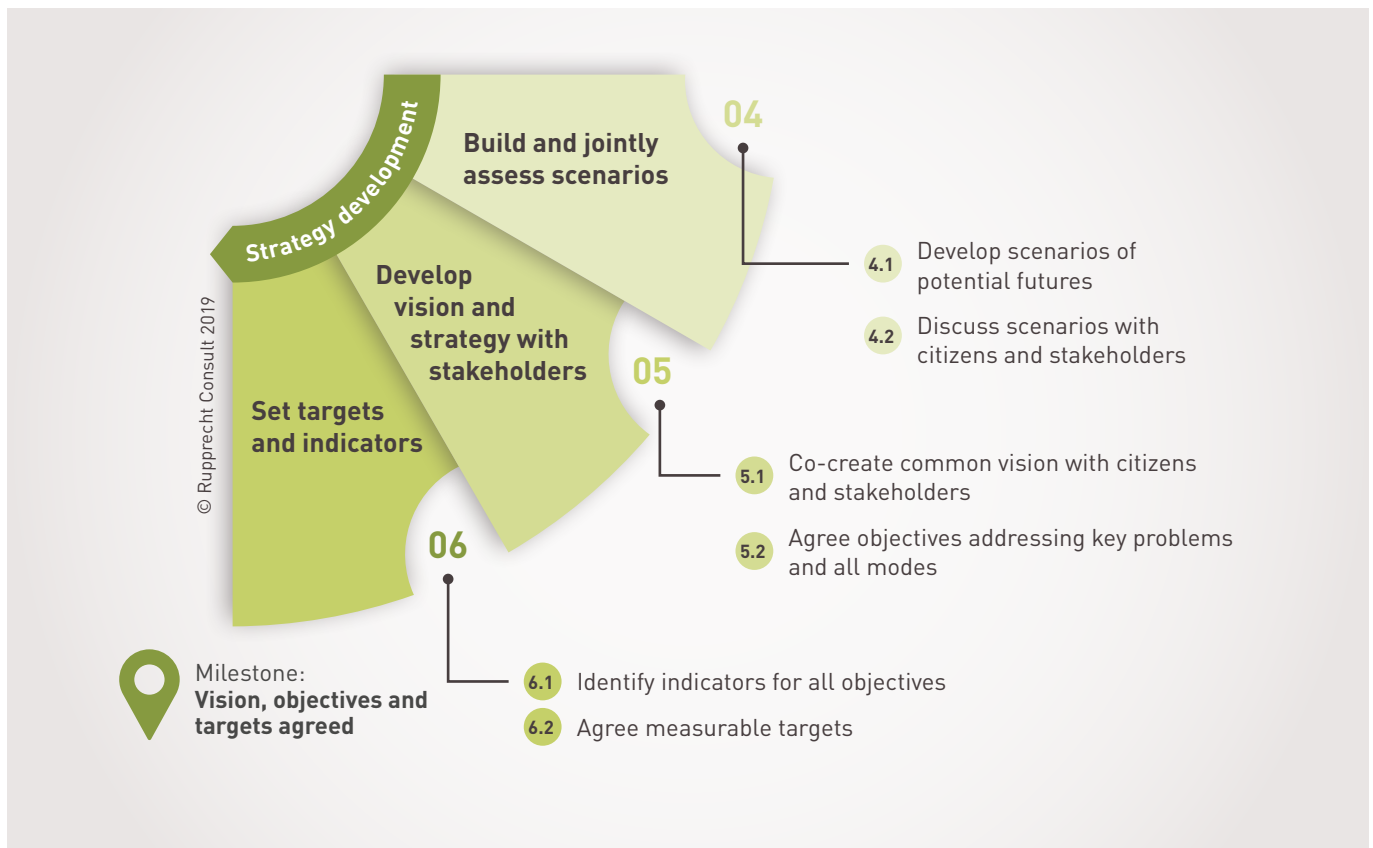 Strategy development
Build and jointly
assess scenarios
04
4.1
Develop scenarios of
potential futures
4.2
Discuss scenarios with
citizens and stakeholders
Develop
vision and
strategy with
stakeholders
05
5.1
Co-create common vision with citizens
and stakeholders
5.2
Agree objectives addressing key problems
and all modes
Set targets
and indicators
06
6.1
Identify indicators for all objectives
6.2
Agree measurable targets
Milestone:
Vision, objectives and
targets agreed
© Rupprecht Consult 2019